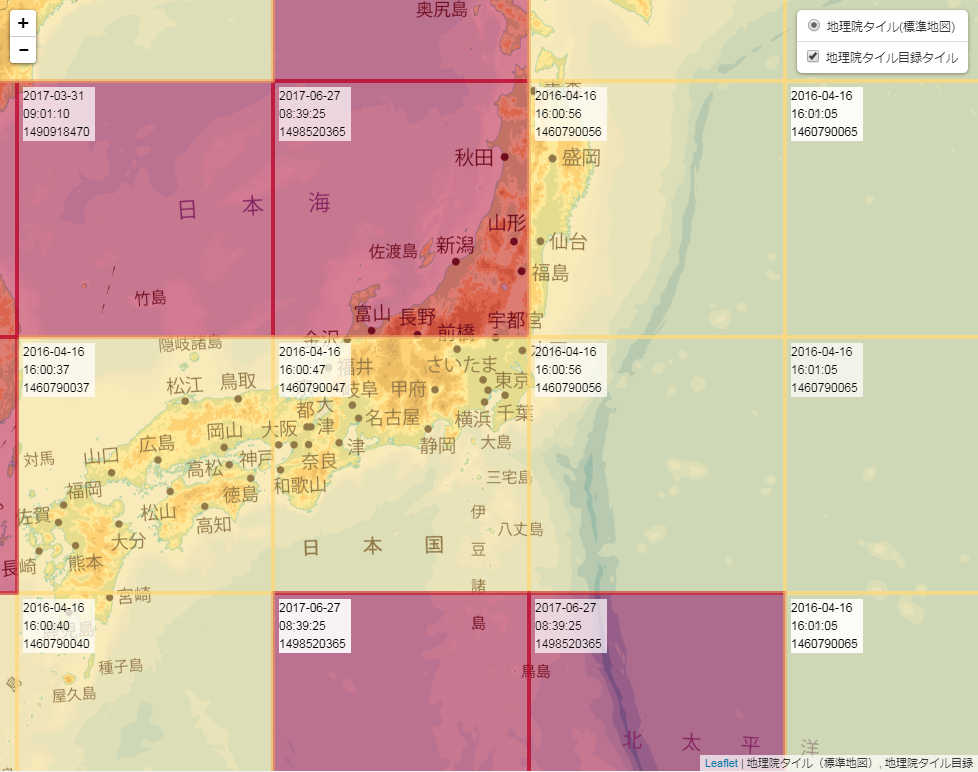 +
−
奥尻島
地理院タイル(標準地図)
地理院タイル目録タイル
2017-03-31
09:01:10
1490918470
2017-06-27
08:39:25
1498520365
2016-04-16
16:00:56
1460790056
2016-04-16
16:01:05
1460790065
秋田
盛岡
日本海
山形
仙台
佐渡島
新潟
福島
竹島
富山
長野
前橋
宇都宮
金沢
隠岐諸島
2016-04-16
16:00:37
1460790037
2016-04-16
16:00:47
1460790047
2016-04-16
16:00:56
1460790056
2016-04-16
16:01:05
1460790065
福井
さいたま
松江
鳥取
岐阜
甲府
東京
都
大
津
名古屋
横浜
千葉
岡山
大阪
広島
津
静岡
大島
対馬
山口
高松
神戸
奈良
三宅島
福岡
徳島
和歌山
佐賀
松山
高知
伊豆諸島
八丈島
大分
日本国
長崎
熊本
宮崎
2016-04-16
16:00:40
1460790040
2017-06-27
08:39:25
1498520365
2017-06-27
08:39:25
1498520365
2016-04-16
16:01:05
1460790065
鹿児島
種子島
鳥島
屋久島
北太平洋
Leaflet | 地理院タイル（標準地図）, 地理院タイル目録